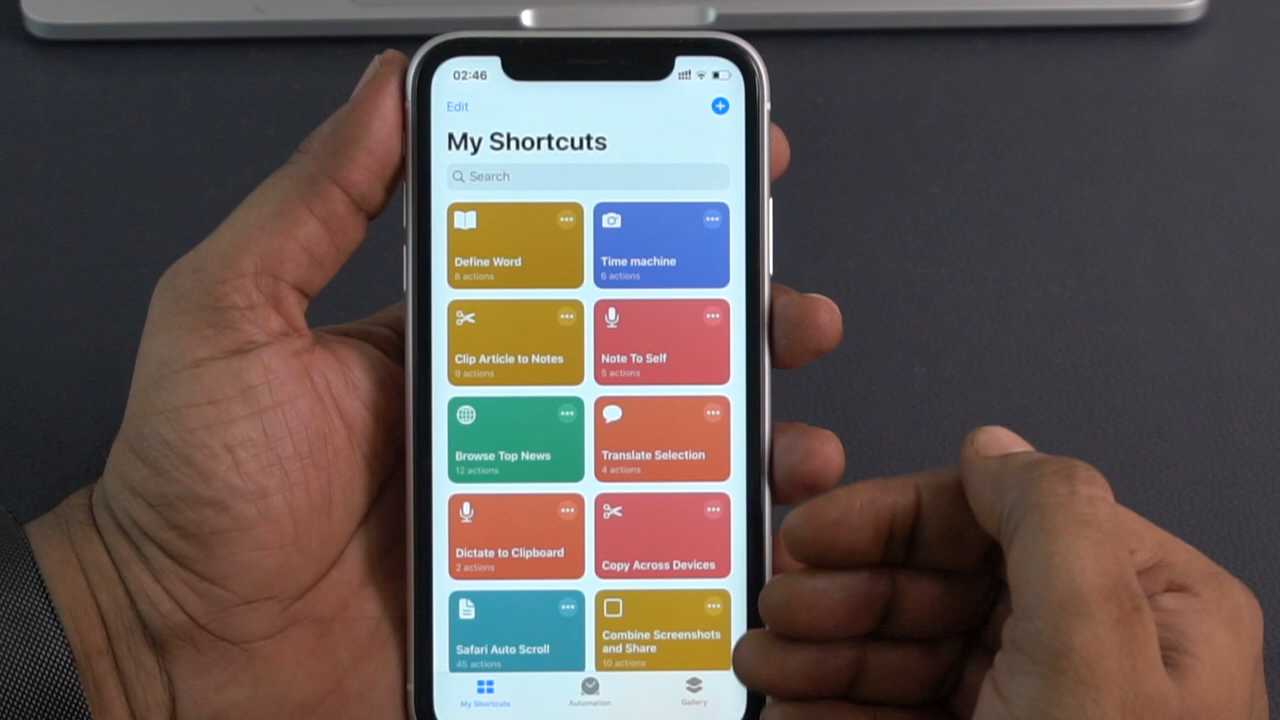 02:46
Edit
My Shortcuts
Search
Define Word
8 actions
Time machine
6 actions
Clip Article to Notes
9 actions
Note To Self
5 actions
Browse Top News
12 actions
Translate Selection
4 actions
Dictate to Clipboard
2 actions
Copy Across Devices
Safari Auto Scroll
45 actions
Combine Screenshots
and Share
10 actions
My Shortcuts
Automation
Gallery